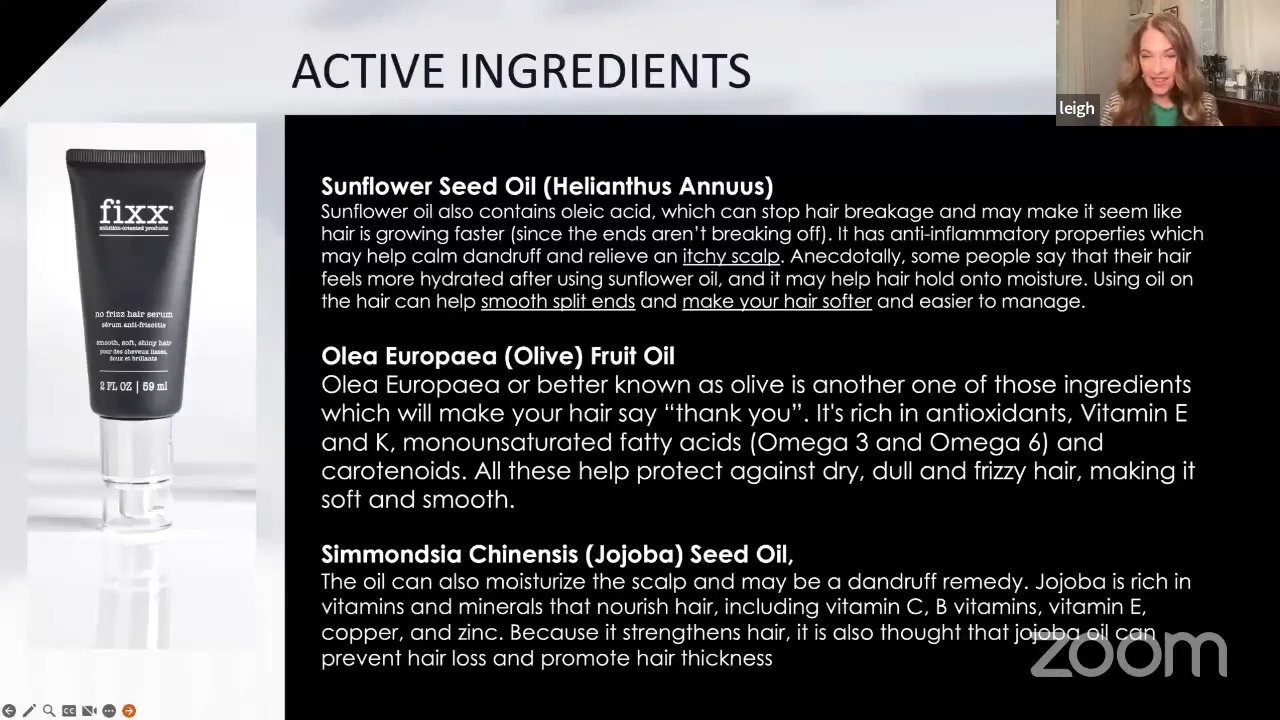 ACTIVE INGREDIENTS
leigh
fixx
solution-oriented products
no frizz hair serum
sérum anti-frisottis
smooth, soft, shiny hair
pour des cheveux lisses,
doux et brillants
2 FL OZ | 59 ml
Sunflower Seed Oil (Helianthus Annuus)
Sunflower oil also contains oleic acid, which can stop hair breakage and may make it seem like
hair is growing faster (since the ends aren’t breaking off). It has anti-inflammatory properties which
may help calm dandruff and relieve an itchy scalp. Anecdotally, some people say that their hair
feels more hydrated after using sunflower oil, and it may help hair hold onto moisture. Using oil on
the hair can help smooth split ends and make your hair softer and easier to manage.
Olea Europaea (Olive) Fruit Oil
Olea Europaea or better known as olive is another one of those ingredients
which will make your hair say “thank you”. It's rich in antioxidants, Vitamin E
and K, monounsaturated fatty acids (Omega 3 and Omega 6) and
carotenoids. All these help protect against dry, dull and frizzy hair, making it
soft and smooth.
Simmondsia Chinensis (Jojoba) Seed Oil,
The oil can also moisturize the scalp and may be a dandruff remedy. Jojoba is rich in
vitamins and minerals that nourish hair, including vitamin C, B vitamins, vitamin E,
copper, and zinc. Because it strengthens hair, it is also thought that jojoba oil can
prevent hair loss and promote hair thickness
zoom
CC